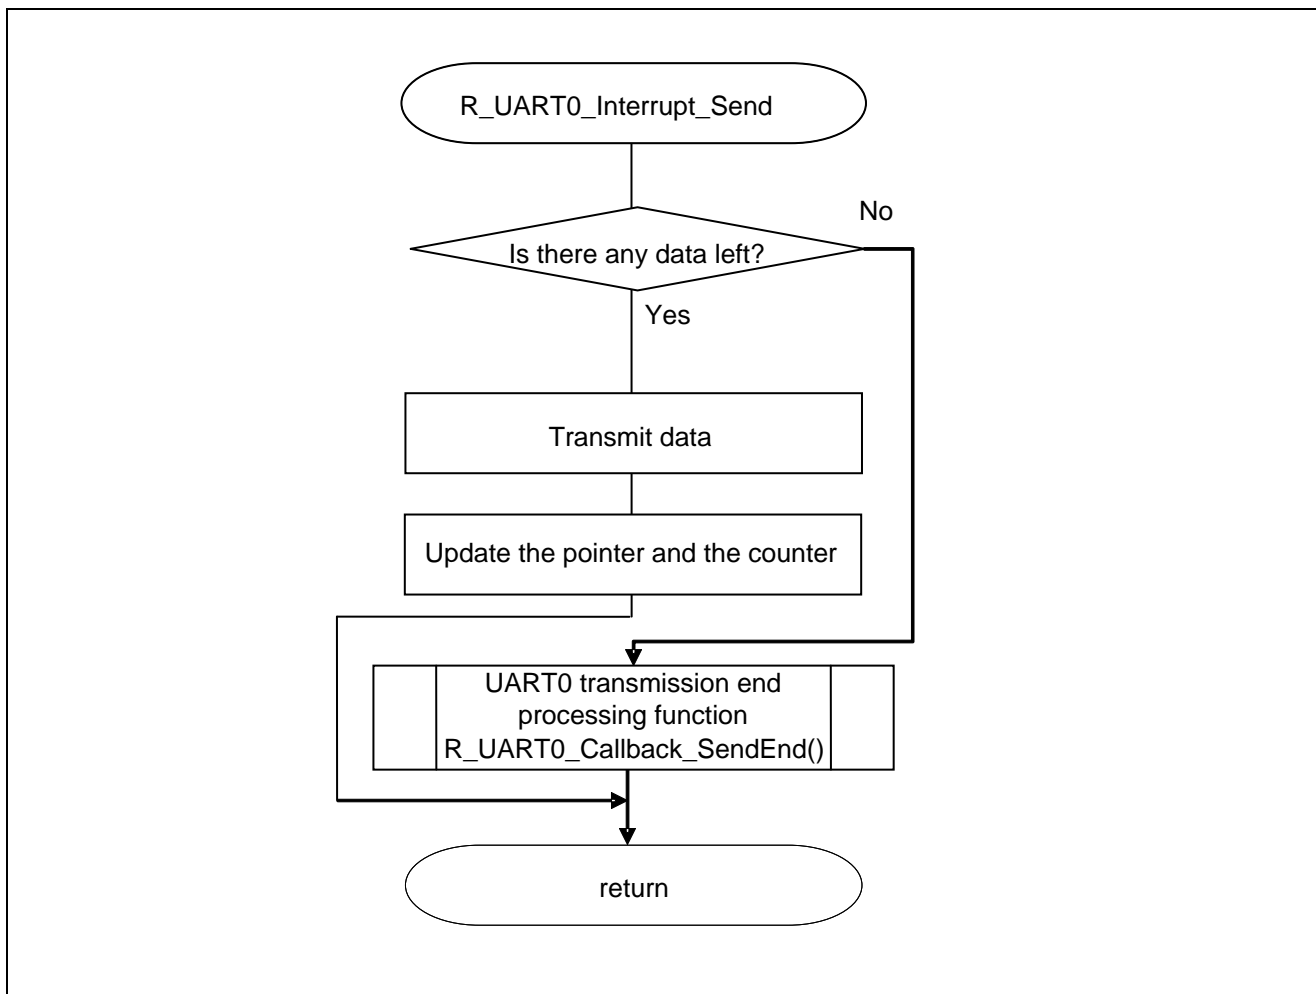 R_UART0_Interrupt_Send
No
Is there any data left?
Yes
Transmit data
Update the pointer and the counter
UART0 transmission end
processing function
R_UART0_Callback_SendEnd()
return